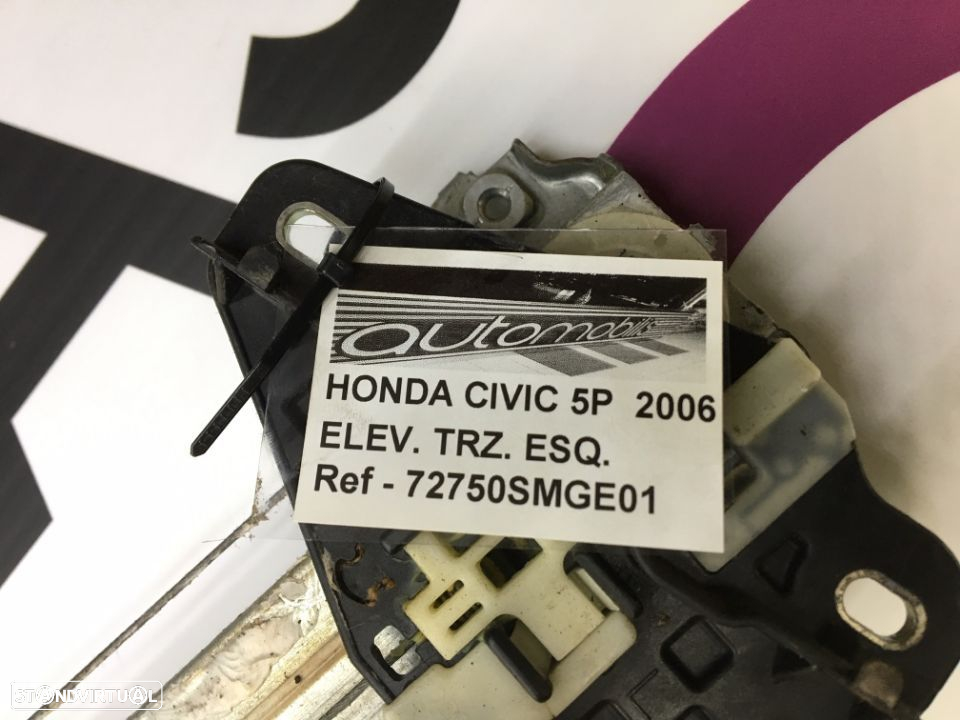 automobilis
HONDA CIVIC 5P 2006
ELEV. TRZ. ESQ.
Ref - 72750SMGE01
STANDVIRTUAL